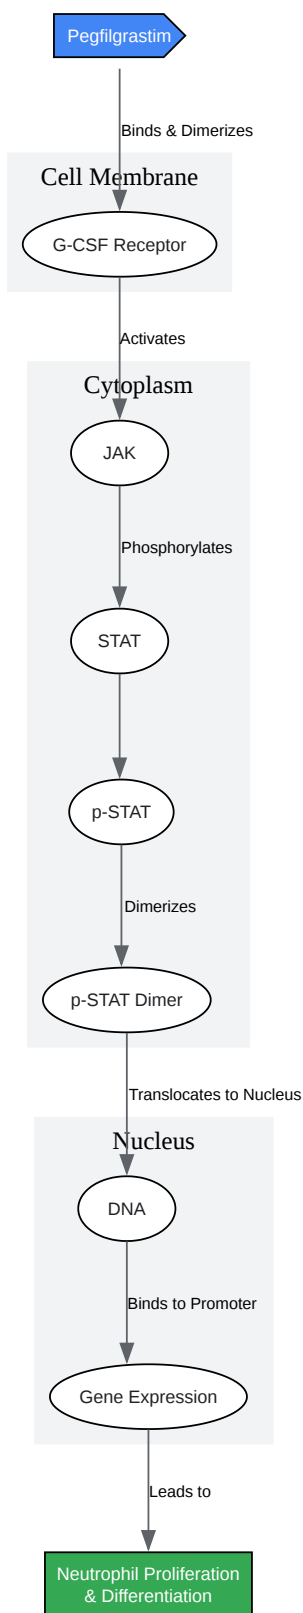 Pegfilgrastim
Binds & Dimerizes
Cell Membrane
G-CSF Receptor
Activates
Cytoplasm
JAK
Phosphorylates
STAT
p-STAT
Dimerizes
p-STAT Dimer
Translocates to Nucleus
Nucleus
DNA
Binds to Promoter
Gene Expression
Leads to
Neutrophil Proliferation
& Differentiation